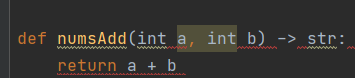 def numsAdd(int a, int b) -> str:
    return a + b